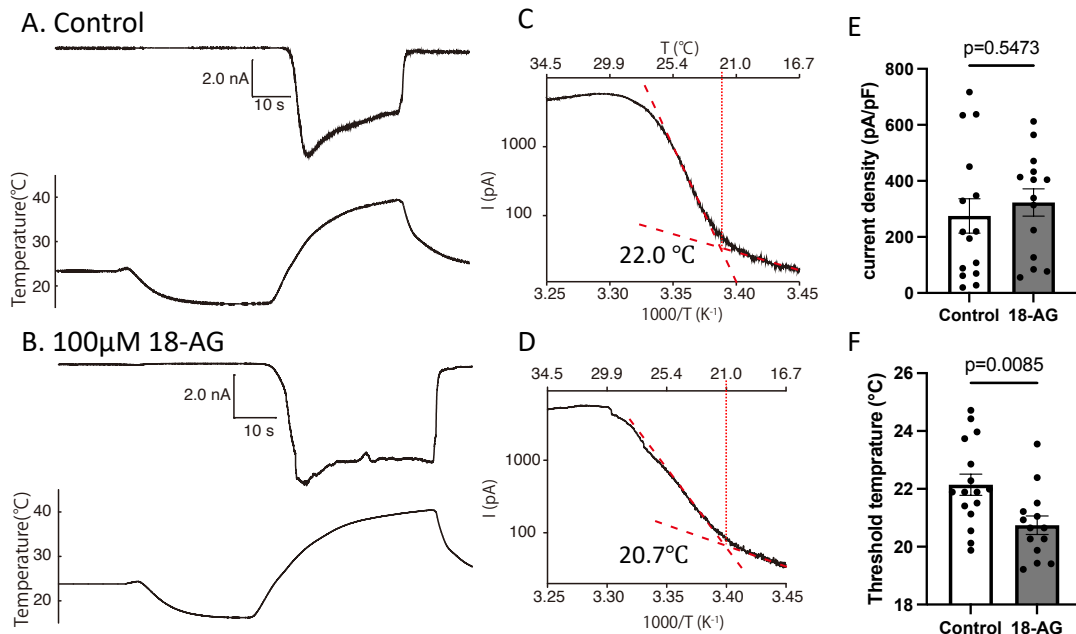 A. Control
2.0 nA
10 s
Temperature(℃)
40
30
20
B. 100μM 18-AG
2.0 nA
10 s
Temperature(℃)
40
30
20
C
T (℃)
34.5 29.9 25.4 21.0 16.7
I (pA)
1000
100
22.0 ℃
3.25 3.30 3.35 3.40 3.45
1000/T (K⁻¹)
D
34.5 29.9 25.4 21.0 16.7
I (pA)
1000
100
20.7℃
3.25 3.30 3.35 3.40 3.45
1000/T (K⁻¹)
E
p=0.5473
current density (pA/pF)
800
600
400
200
0
Control 18-AG
F
p=0.0085
Threshold temprature (°C)
26
24
22
20
18
Control 18-AG